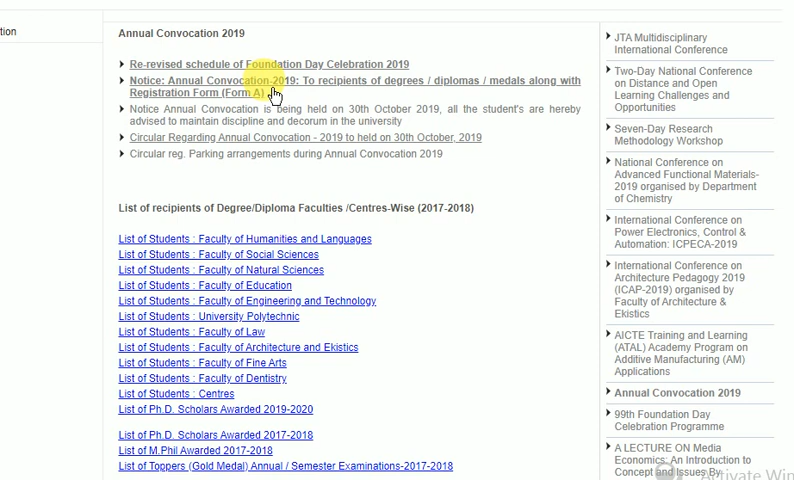 tion
Annual Convocation 2019
Re-revised schedule of Foundation Day Celebration 2019
Notice: Annual Convocation-2019: To recipients of degrees / diplomas / medals along with
Registration Form (Form A)
Notice Annual Convocation is being held on 30th October 2019, all the student's are hereby
advised to maintain discipline and decorum in the university
Circular Regarding Annual Convocation - 2019 to held on 30th October, 2019
Circular reg. Parking arrangements during Annual Convocation 2019
List of recipients of Degree/Diploma Faculties /Centres-Wise (2017-2018)
List of Students : Faculty of Humanities and Languages
List of Students : Faculty of Social Sciences
List of Students : Faculty of Natural Sciences
List of Students : Faculty of Education
List of Students : Faculty of Engineering and Technology
List of Students : University Polytechnic
List of Students : Faculty of Law
List of Students : Faculty of Architecture and Ekistics
List of Students : Faculty of Fine Arts
List of Students : Faculty of Dentistry
List of Students : Centres
List of Ph.D. Scholars Awarded 2019-2020
List of Ph.D. Scholars Awarded 2017-2018
List of M.Phil Awarded 2017-2018
List of Toppers (Gold Medal) Annual / Semester Examinations-2017-2018
JTA Multidisciplinary
International Conference
Two-Day National Conference
on Distance and Open
Learning Challenges and
Opportunities
Seven-Day Research
Methodology Workshop
National Conference on
Advanced Functional Materials-
2019 organised by Department
of Chemistry
International Conference on
Power Electronics, Control &
Automation: ICPECA-2019
International Conference on
Architecture Pedagogy 2019
(ICAP-2019) organised by
Faculty of Architecture &
Ekistics
AICTE Training and Learning
(ATAL) Academy Program on
Additive Manufacturing (AM)
Applications
Annual Convocation 2019
99th Foundation Day
Celebration Programme
A LECTURE ON Media
Economics: An Introduction to
Concept and Issues By
Activate Win